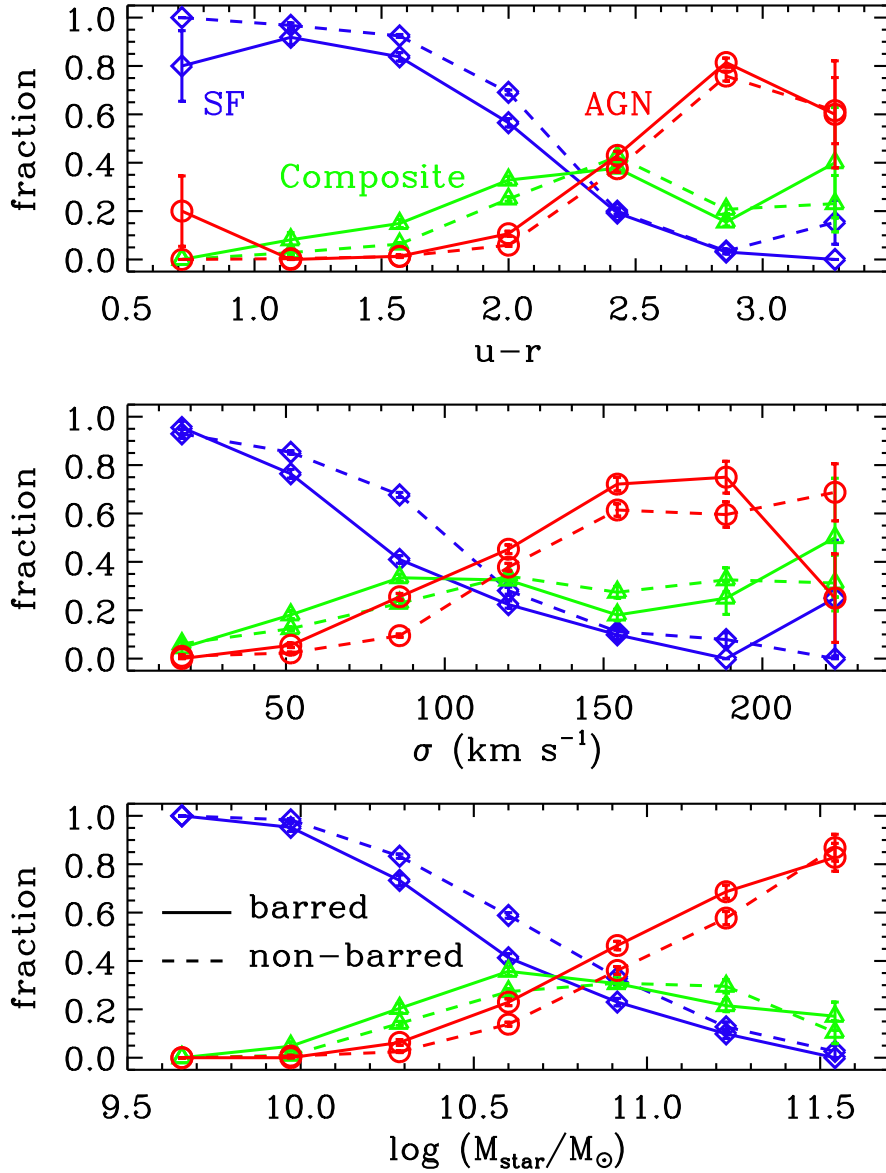 1.0
0.8
0.6
0.4
0.2
0.0
fraction
SF
AGN
Composite
0.5 1.0 1.5 2.0 2.5 3.0
u−r
1.0
0.8
0.6
0.4
0.2
0.0
fraction
50 100 150 200
σ (km s⁻¹)
1.0
0.8
0.6
0.4
0.2
0.0
fraction
barred
non−barred
9.5 10.0 10.5 11.0 11.5
log (M_star/M_⊙)